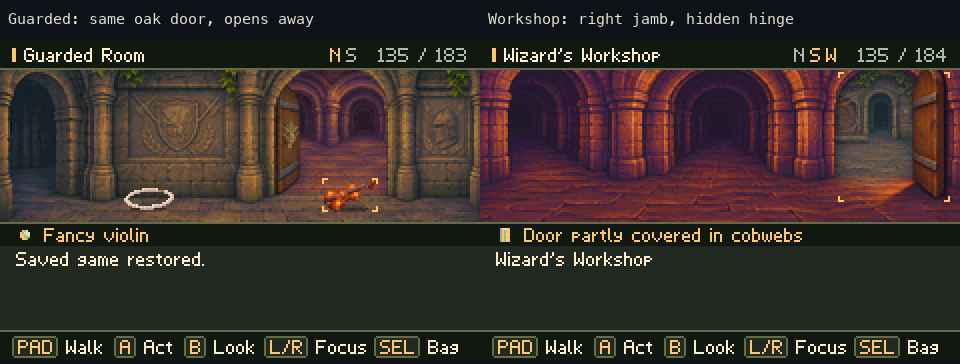 Guarded: same oak door, opens away
Guarded Room N S 135 / 183
Fancy violin
Saved game restored.
PAD Walk A Act B Look L/R Focus SEL Bag
Workshop: right jamb, hidden hinge
Wizard's Workshop N S W 135 / 184
Door partly covered in cobwebs
Wizard's Workshop
PAD Walk A Act B Look L/R Focus SEL Bag